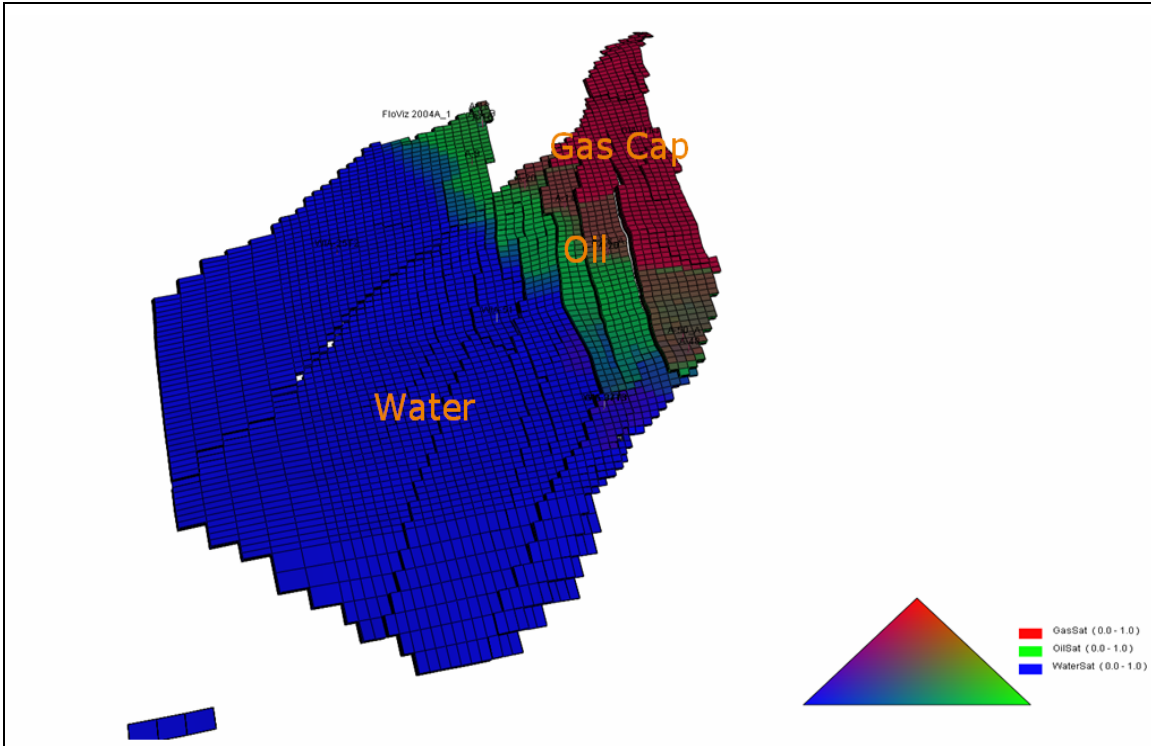 FloViz 2004A_1
Gas Cap
Oil
Water
GasSat (0.0 - 1.0)
OilSat (0.0 - 1.0)
WaterSat (0.0 - 1.0)